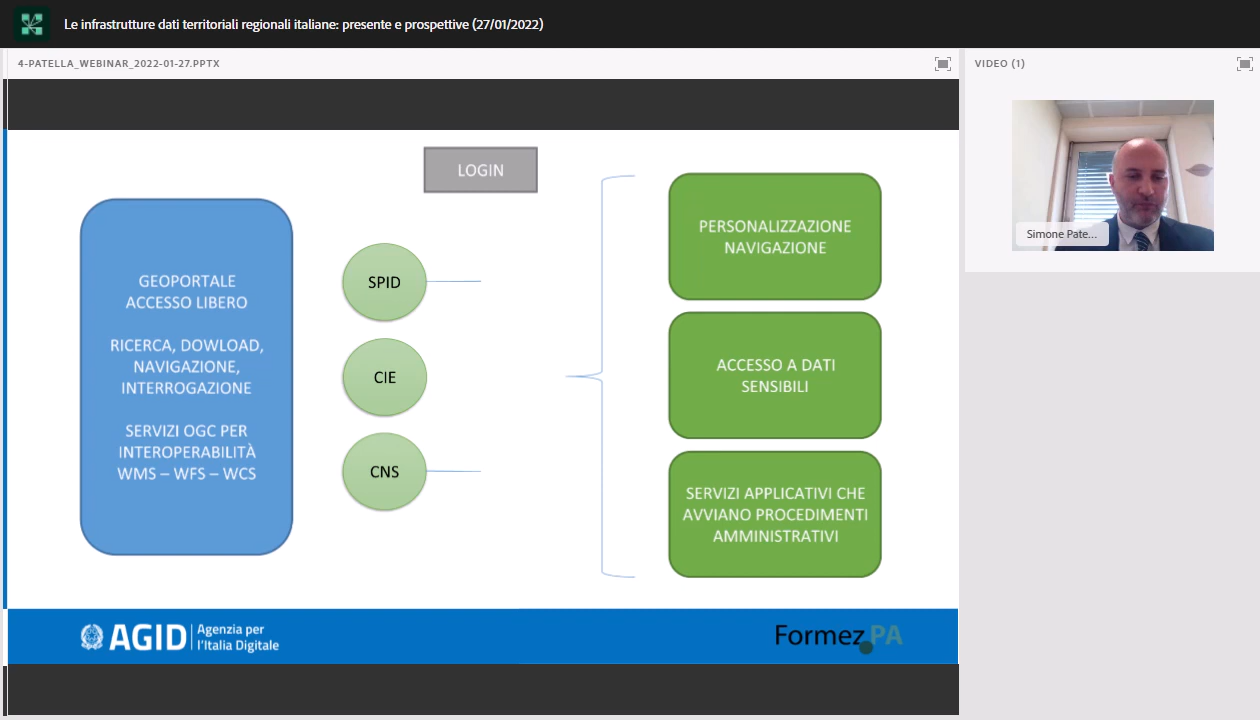 Le infrastrutture dati territoriali regionali italiane: presente e prospettive (27/01/2022)
4-PATELLA_WEBINAR_2022-01-27.PPTX
VIDEO (1)
LOGIN
GEOPORTALE
ACCESSO LIBERO
RICERCA, DOWLOAD,
NAVIGAZIONE,
INTERROGAZIONE
SERVIZI OGC PER
INTEROPERABILITÀ
WMS – WFS – WCS
SPID
CIE
CNS
PERSONALIZZAZIONE
NAVIGAZIONE
ACCESSO A DATI
SENSIBILI
SERVIZI APPLICATIVI CHE
AVVIANO PROCEDIMENTI
AMMINISTRATIVI
Simone Pate...
AGID
Agenzia per
l'Italia Digitale
Formez PA